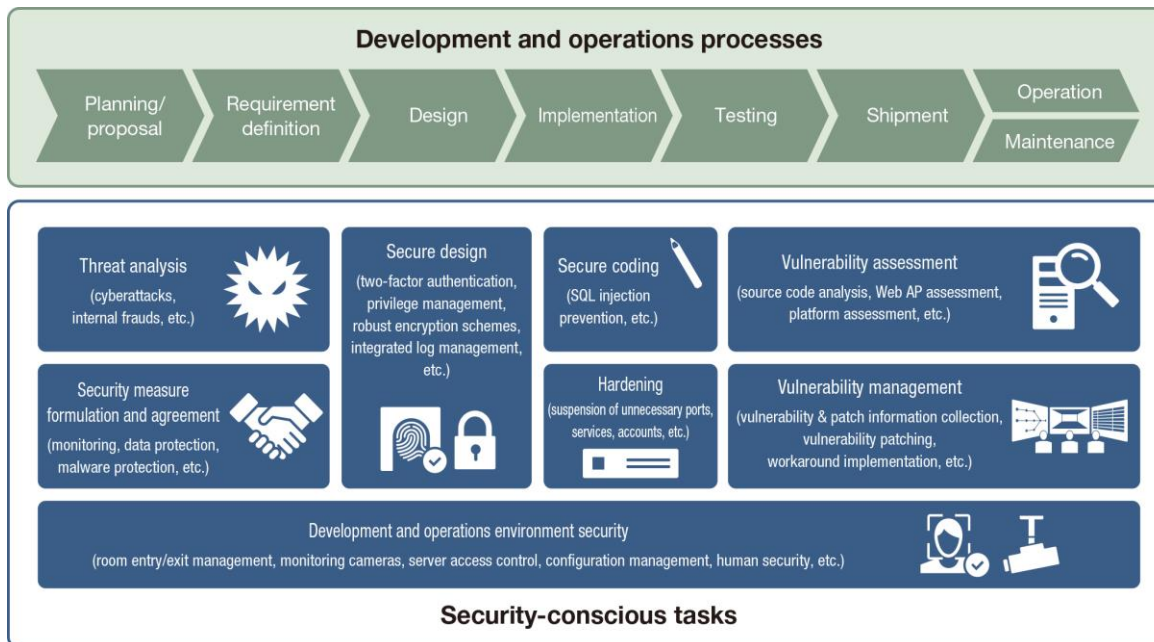 Development and operations processes
Planning/
proposal
Requirement
definition
Design
Implementation
Testing
Shipment
Operation
Maintenance
Threat analysis
(cyberattacks,
internal frauds, etc.)
Security measure
formulation and agreement
(monitoring, data protection,
malware protection, etc.)
Secure design
(two-factor authentication,
privilege management,
robust encryption schemes,
integrated log management,
etc.)
Secure coding
(SQL injection
prevention, etc.)
Hardening
(suspension of unnecessary ports,
services, accounts, etc.)
Vulnerability assessment
(source code analysis, Web AP assessment,
platform assessment, etc.)
Vulnerability management
(vulnerability & patch information collection,
vulnerability patching,
workaround implementation, etc.)
Development and operations environment security
(room entry/exit management, monitoring cameras, server access control, configuration management, human security, etc.)
Security-conscious tasks